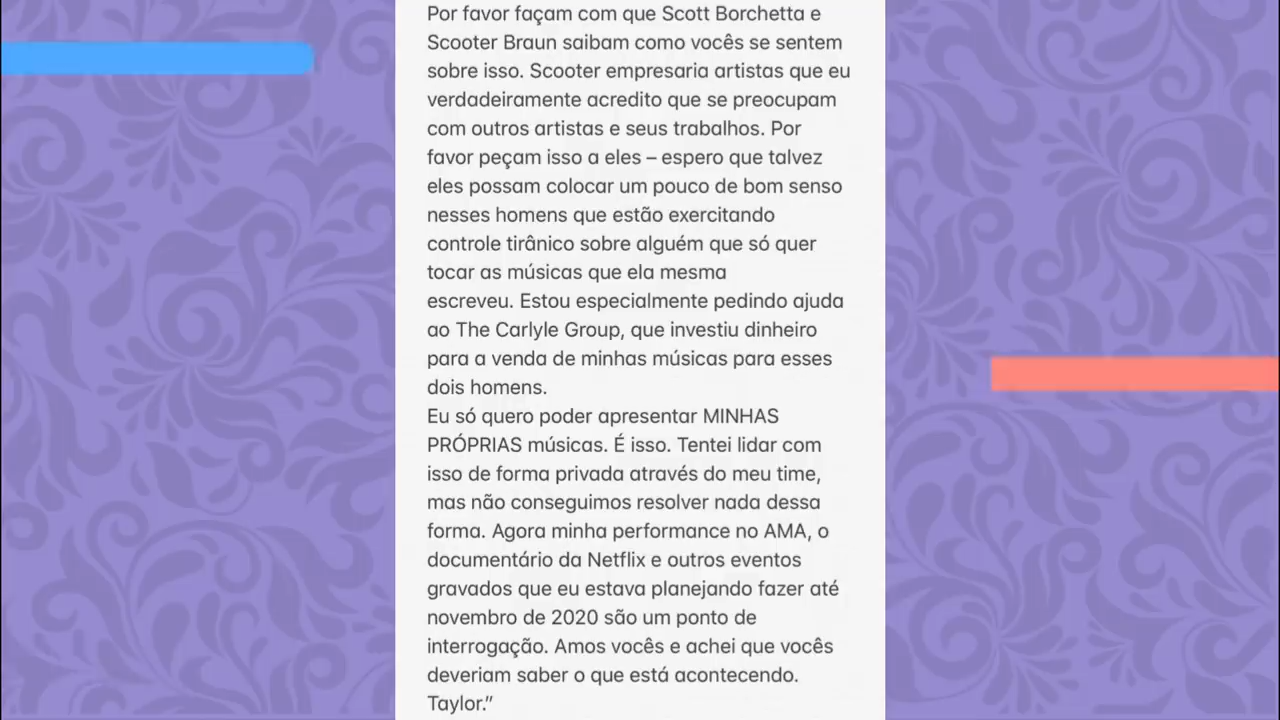 Por favor façam com que Scott Borchetta e
Scooter Braun saibam como vocês se sentem
sobre isso. Scooter empresaria artistas que eu
verdadeiramente acredito que se preocupam
com outros artistas e seus trabalhos. Por
favor peçam isso a eles – espero que talvez
eles possam colocar um pouco de bom senso
nesses homens que estão exercitando
controle tirânico sobre alguém que só quer
tocar as músicas que ela mesma
escreveu. Estou especialmente pedindo ajuda
ao The Carlyle Group, que investiu dinheiro
para a venda de minhas músicas para esses
dois homens.
Eu só quero poder apresentar MINHAS
PRÓPRIAS músicas. É isso. Tentei lidar com
isso de forma privada através do meu time,
mas não conseguimos resolver nada dessa
forma. Agora minha performance no AMA, o
documentário da Netflix e outros eventos
gravados que eu estava planejando fazer até
novembro de 2020 são um ponto de
interrogação. Amos vocês e achei que vocês
deveriam saber o que está acontecendo.
Taylor.”